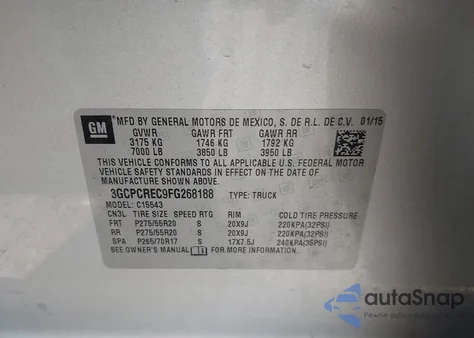 GM
MFD BY GENERAL MOTORS DE MEXICO, S. DE R.L. DE C.V. 01/15
GVWR GAWR FRT GAWR RR
3175 KG 1746 KG 1792 KG
7000 LB 3850 LB 3950 LB
THIS VEHICLE CONFORMS TO ALL APPLICABLE U.S. FEDERAL MOTOR
VEHICLE SAFETY STANDARDS IN EFFECT ON THE DATE OF
MANUFACTURE SHOWN ABOVE.
3GCPCREC9FG268188 TYPE: TRUCK
MODEL: C15543
CN3L TIRE SIZE SPEED RTG RIM COLD TIRE PRESSURE
FRT P275/55R20 S 20X9J 220KPA(32PSI)
RR P275/55R20 S 20X9J 220KPA(32PSI)
SPA P265/70R17 S 17X7.5J 240KPA(35PSI)
SEE OWNER'S MANUAL FOR MORE INFORMATION.
autoSnap